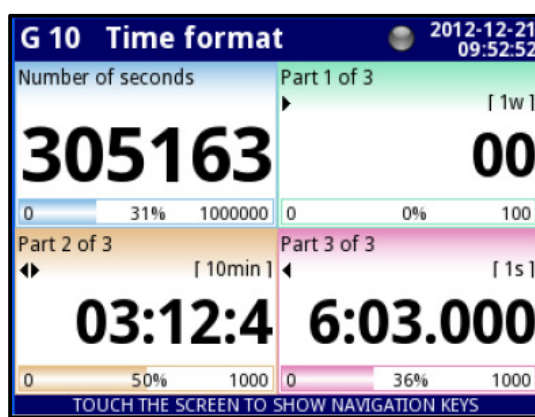 G 10 Time format 2012-12-21
09:52:52
Number of seconds
305163
0 31% 1000000
Part 1 of 3
[ 1w ]
00
0 0% 100
Part 2 of 3
[ 10min ]
03:12:4
0 50% 1000
Part 3 of 3
[ 1s ]
6:03.000
0 36% 1000
TOUCH THE SCREEN TO SHOW NAVIGATION KEYS